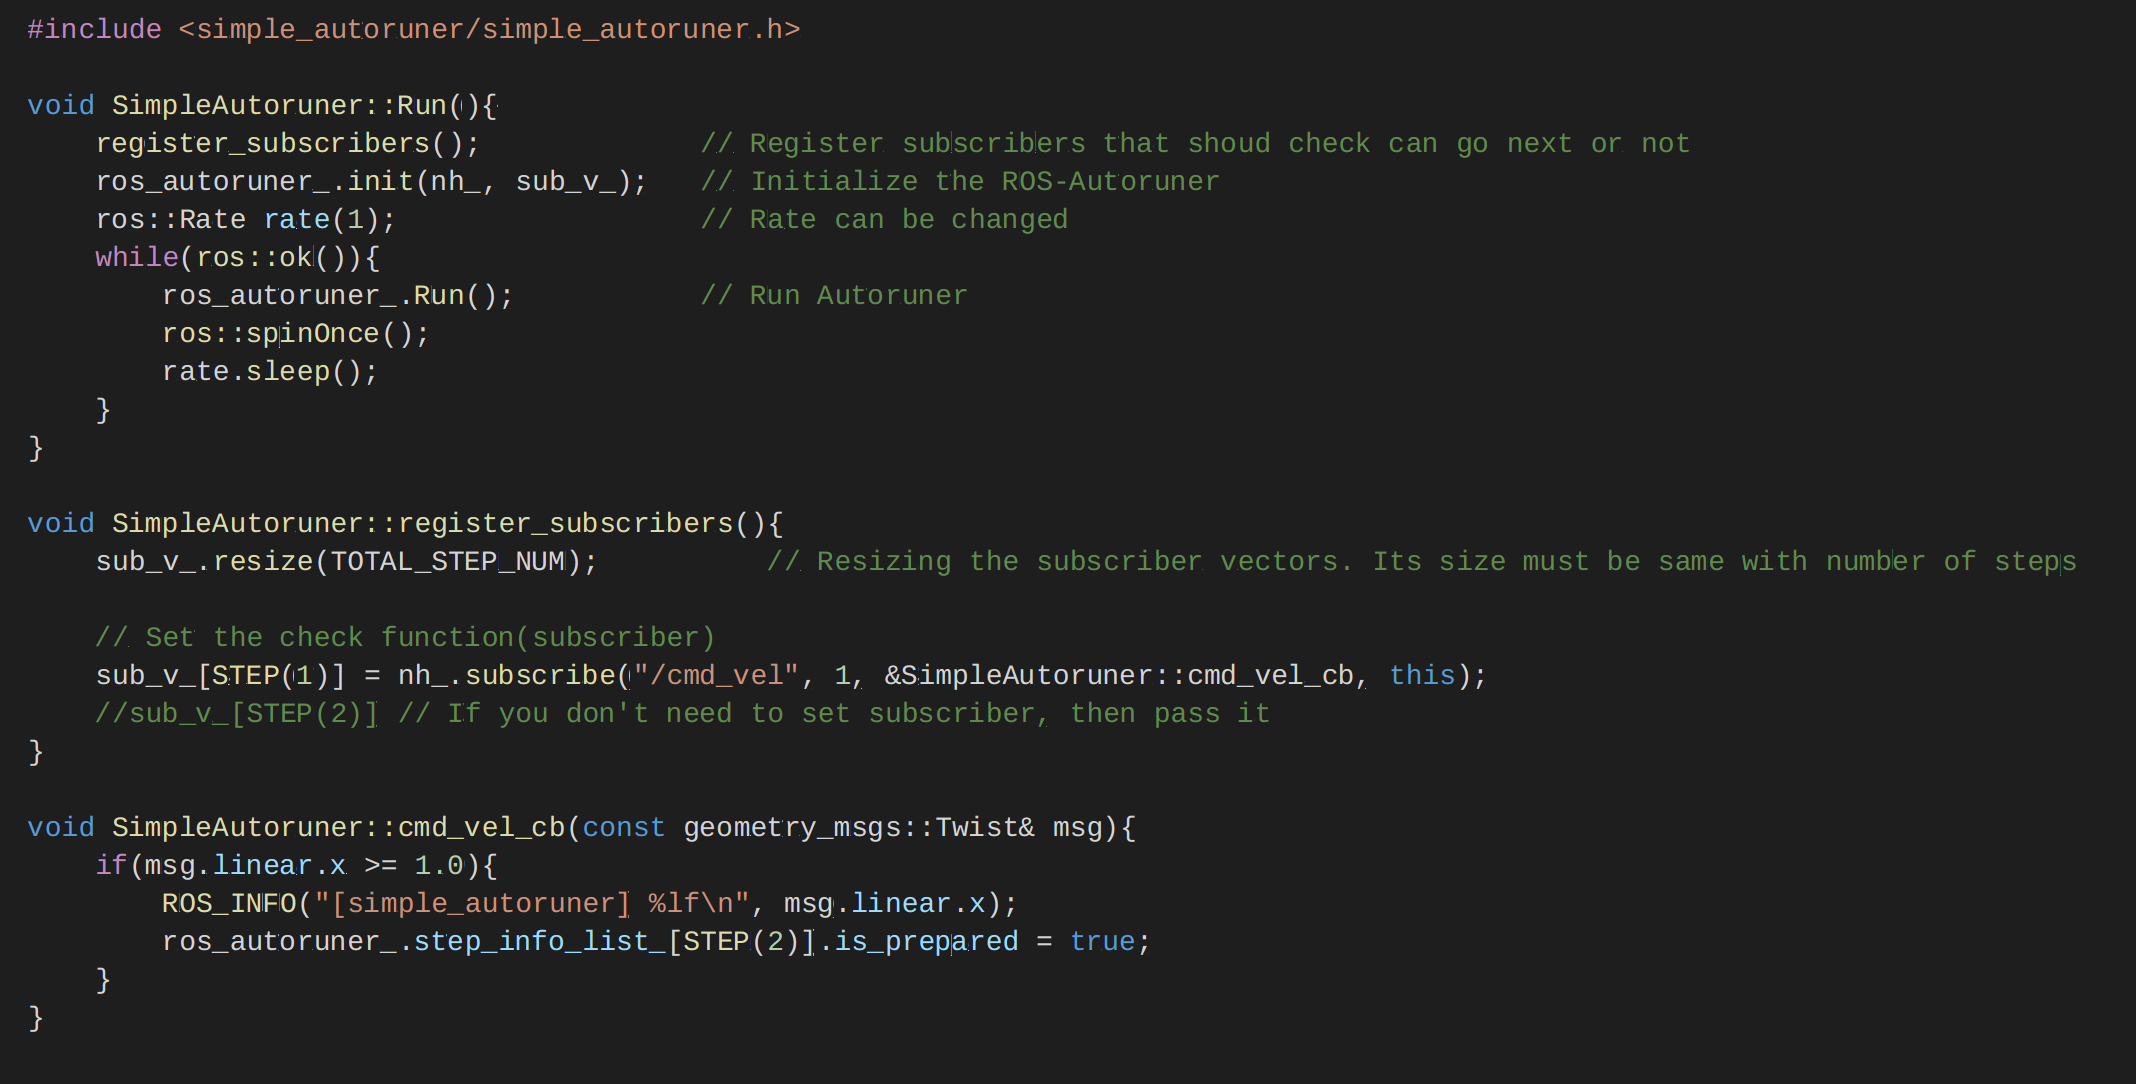 #include <simple_autoruner/simple_autoruner.h>

void SimpleAutoruner::Run(){
    register_subscribers();             // Register subscribers that shoud check can go next or not
    ros_autoruner_.init(nh_, sub_v_);   // Initialize the ROS-Autoruner
    ros::Rate rate(1);                  // Rate can be changed
    while(ros::ok()){
        ros_autoruner_.Run();           // Run Autoruner
        ros::spinOnce();
        rate.sleep();
    }
}

void SimpleAutoruner::register_subscribers(){
    sub_v_.resize(TOTAL_STEP_NUM);          // Resizing the subscriber vectors. Its size must be same with number of steps

    // Set the check function(subscriber)
    sub_v_[STEP(1)] = nh_.subscribe("/cmd_vel", 1, &SimpleAutoruner::cmd_vel_cb, this);
    //sub_v_[STEP(2)] // If you don't need to set subscriber, then pass it
}

void SimpleAutoruner::cmd_vel_cb(const geometry_msgs::Twist& msg){
    if(msg.linear.x >= 1.0){
        ROS_INFO("[simple_autoruner] %lf\n", msg.linear.x);
        ros_autoruner_.step_info_list_[STEP(2)].is_prepared = true;
    }
}